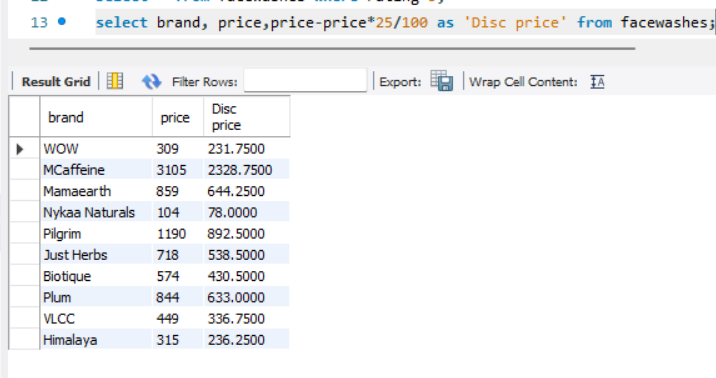 13 select brand, price,price-price*25/100 as 'Disc price' from facewashes;
Result Grid Filter Rows: Export: Wrap Cell Content:
brand price Disc price
WOW 309 231.7500
MCaffeine 3105 2328.7500
Mamaearth 859 644.2500
Nykaa Naturals 104 78.0000
Pilgrim 1190 892.5000
Just Herbs 718 538.5000
Biotique 574 430.5000
Plum 844 633.0000
VLCC 449 336.7500
Himalaya 315 236.2500